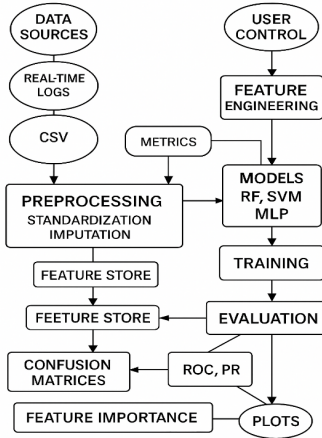 DATA
SOURCES
REAL-TIME
LOGS
CSV
USER
CONTROL
FEATURE
ENGINEERING
METRICS
PREPROCESSING
STANDARDIZATION
IMPUTATION
MODELS
RF, SVM
MLP
FEATURE STORE
TRAINING
FEETURE STORE
EVALUATION
CONFUSION
MATRICES
ROC, PR
FEATURE IMPORTANCE
PLOTS